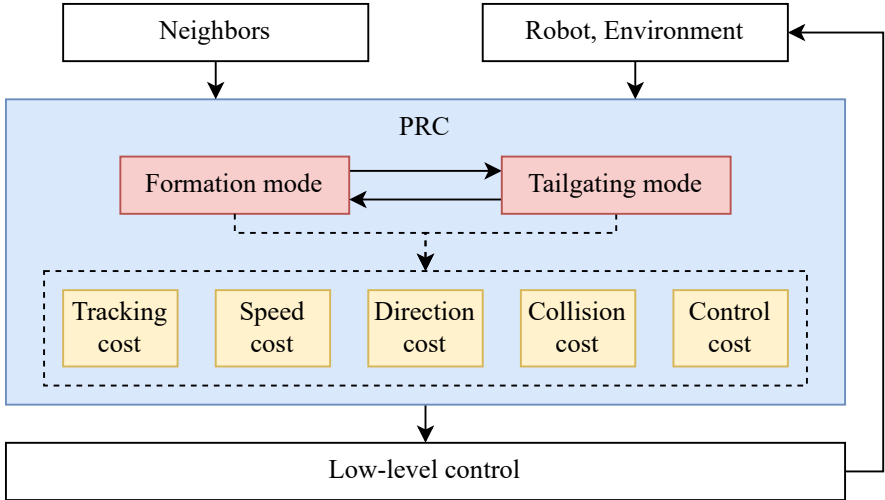 Neighbors
Robot, Environment
PRC
Formation mode
Tailgating mode
Tracking
cost
Speed
cost
Direction
cost
Collision
cost
Control
cost
Low-level control